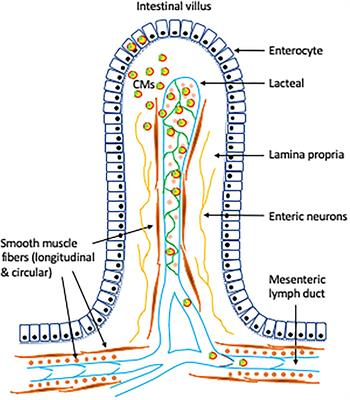 Intestinal villus
Enterocyte
CMs
Lacteal
Lamina propria
Enteric neurons
Smooth muscle
fibers (longitudinal
& circular)
Mesenteric
lymph duct